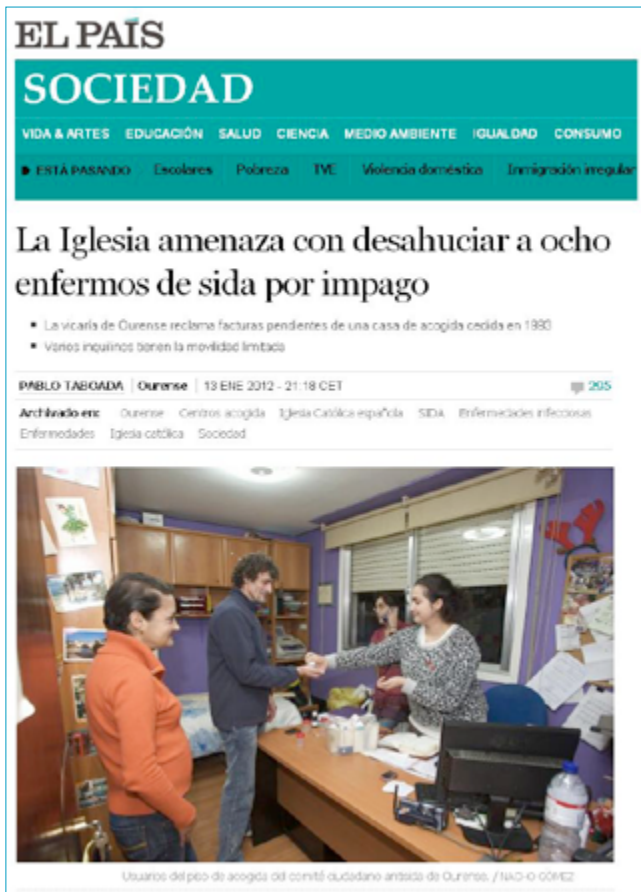 EL PAÍS
SOCIEDAD
VIDA & ARTES EDUCACIÓN SALUD CIENCIA MEDIO AMBIENTE IGUALDAD CONSUMO
ESTÁ PASANDO Escolares Pobreza TVE Violencia doméstica Inmigración irregular
La Iglesia amenaza con desahuciar a ocho
enfermos de sida por impago
La vicaría de Ourense reclama facturas pendientes de una casa de acogida cedida en 1993
Varios inquilinos tienen la movilidad limitada
PABLO TABOADA Ourense 13 ENE 2012 - 21:18 CET 295
Archivado en: Ourense Centros acogida Iglesia Católica española SIDA Enfermedades infecciosas
Enfermedades Iglesia católica Sociedad
Usuarios del piso de acogida del comité ciudadano antisida de Ourense. / NACHO GÓMEZ